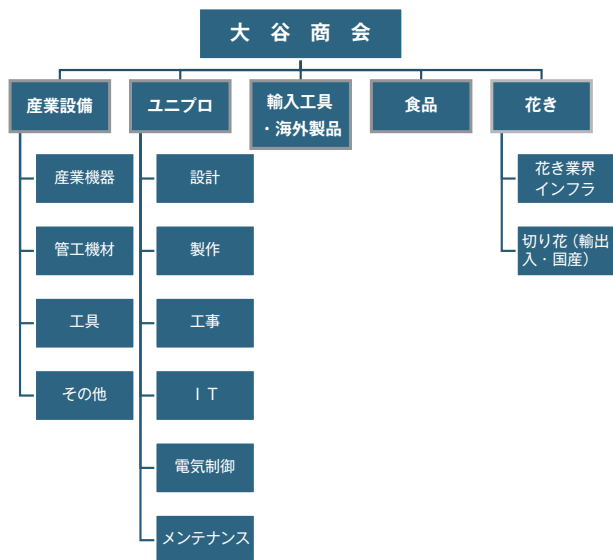 大谷商会
産業設備
ユニプロ
輸入工具
・海外製品
食品
花き
産業機器
管工機材
工具
その他
設計
製作
工事
IT
電気制御
メンテナンス
花き業界
インフラ
切り花（輸出
入・国産）